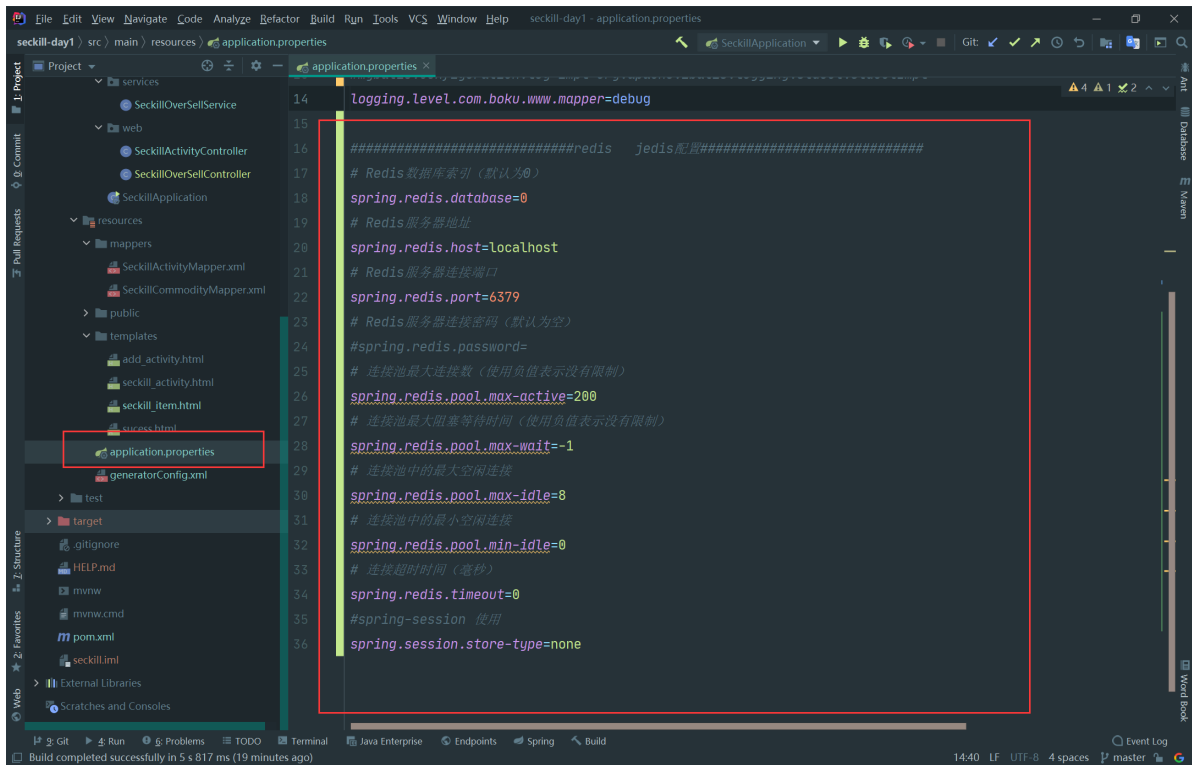 File Edit View Navigate Code Analyze Refactor Build Run Tools VCS Window Help seckill-day1 - application.properties
seckill-day1 〉 src 〉 main 〉 resources 〉 application.properties
SeckillApplication
Git:
Project
application.properties
services
SeckillOverSellService
web
SeckillActivityController
SeckillOverSellController
SeckillApplication
resources
mappers
SeckillActivityMapper.xml
SeckillCommodityMapper.xml
public
templates
add_activity.html
seckill_activity.html
seckill_item.html
sucess.html
application.properties
generatorConfig.xml
test
target
.gitignore
HELP.md
mvnw
mvnw.cmd
pom.xml
seckill.iml
External Libraries
Scratches and Consoles
4 1 2
14 logging.level.com.boku.www.mapper=debug
15
16 #############################redis jedis配置#############################
17 # Redis数据库索引（默认为0）
18 spring.redis.database=0
19 # Redis服务器地址
20 spring.redis.host=localhost
21 # Redis服务器连接端口
22 spring.redis.port=6379
23 # Redis服务器连接密码（默认为空）
24 #spring.redis.password=
25 # 连接池最大连接数（使用负值表示没有限制）
26 spring.redis.pool.max-active=200
27 # 连接池最大阻塞等待时间（使用负值表示没有限制）
28 spring.redis.pool.max-wait=-1
29 # 连接池中的最大空闲连接
30 spring.redis.pool.max-idle=8
31 # 连接池中的最小空闲连接
32 spring.redis.pool.min-idle=0
33 # 连接超时时间（毫秒）
34 spring.redis.timeout=0
35 #spring-session 使用
36 spring.session.store-type=none
1: Project
0: Commit
Pull Requests
7: Structure
2: Favorites
Web
Ant
Database
Maven
Word Book
9: Git 4: Run 6: Problems TODO Terminal Java Enterprise Endpoints Spring Build Event Log
Build completed successfully in 5 s 817 ms (19 minutes ago) 14:40 LF UTF-8 4 spaces master